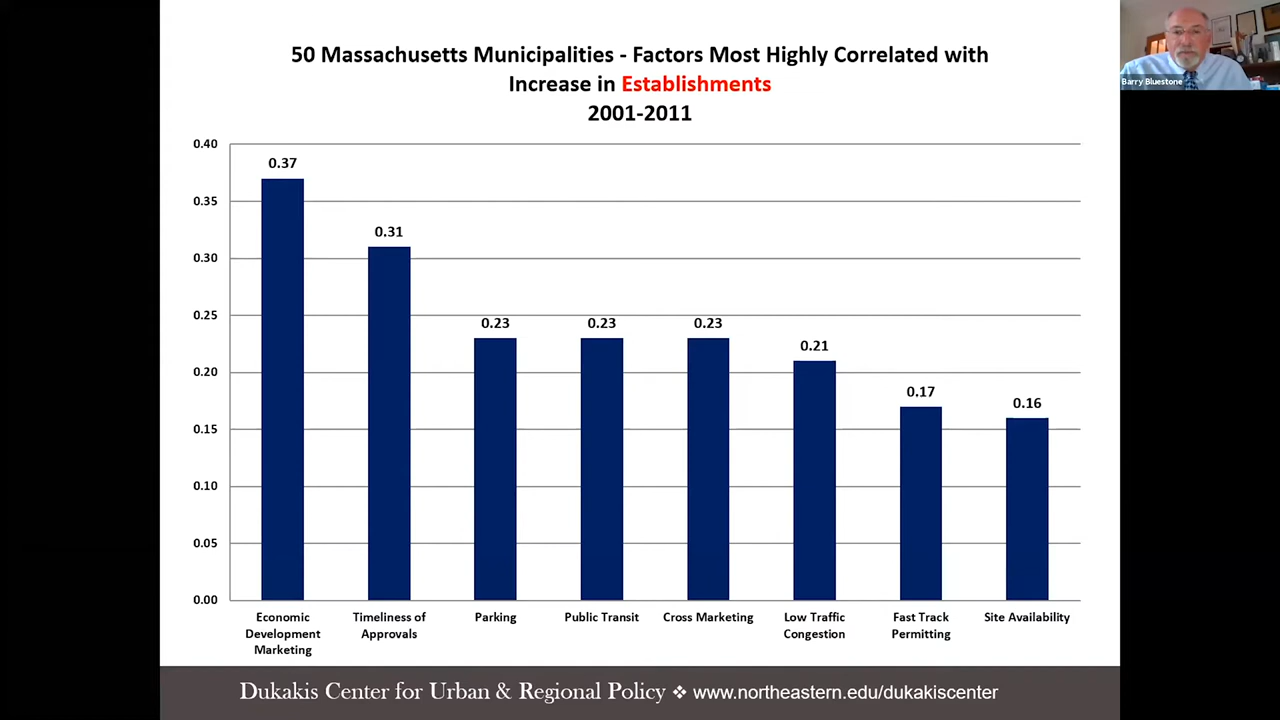 50 Massachusetts Municipalities - Factors Most Highly Correlated with
Increase in Establishments
2001-2011
Barry Bluestone
0.40
0.35
0.30
0.25
0.20
0.15
0.10
0.05
0.00
0.37
0.31
0.23
0.23
0.23
0.21
0.17
0.16
Economic
Development
Marketing
Timeliness of
Approvals
Parking
Public Transit
Cross Marketing
Low Traffic
Congestion
Fast Track
Permitting
Site Availability
Dukakis Center for Urban & Regional Policy ❖ www.northeastern.edu/dukakiscenter